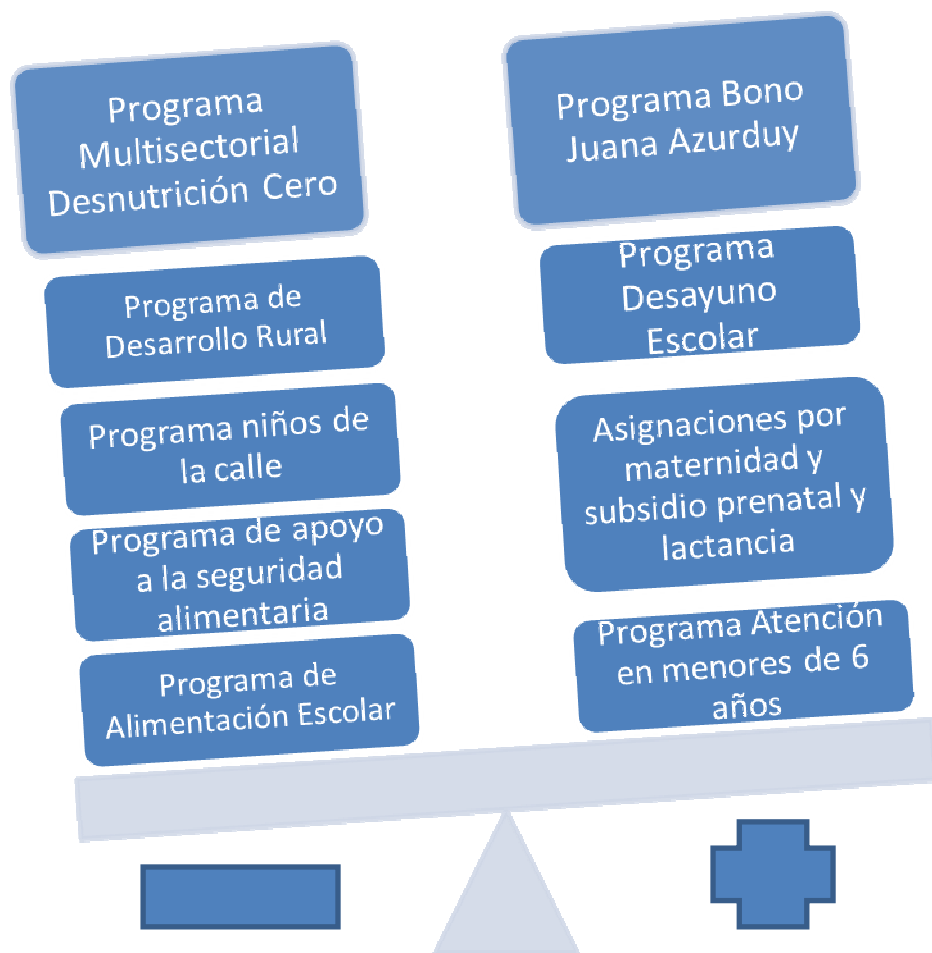 Programa
Multisectorial
Desnutrición Cero
Programa de
Desarrollo Rural
Programa niños de
la calle
Programa de apoyo
a la seguridad
alimentaria
Programa de
Alimentación Escolar
Programa Bono
Juana Azurduy
Programa
Desayuno
Escolar
Asignaciones por
maternidad y
subsidio prenatal y
lactancia
Programa Atención
en menores de 6
años